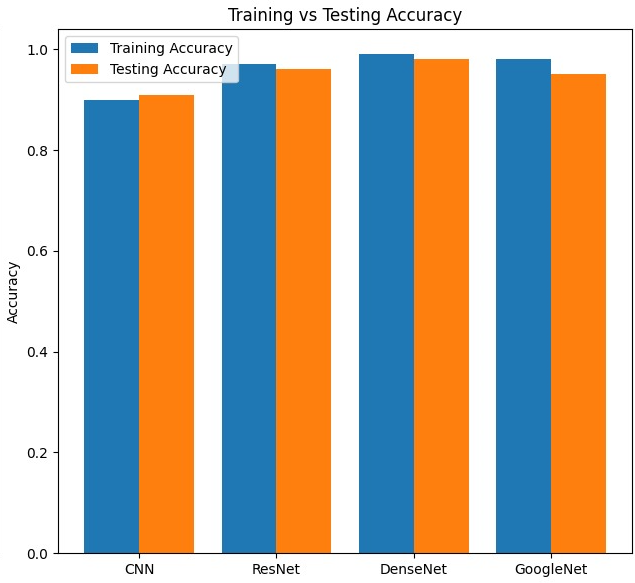 Training vs Testing Accuracy
Training Accuracy
Testing Accuracy
Accuracy
1.0
0.8
0.6
0.4
0.2
0.0
CNN ResNet DenseNet GoogleNet